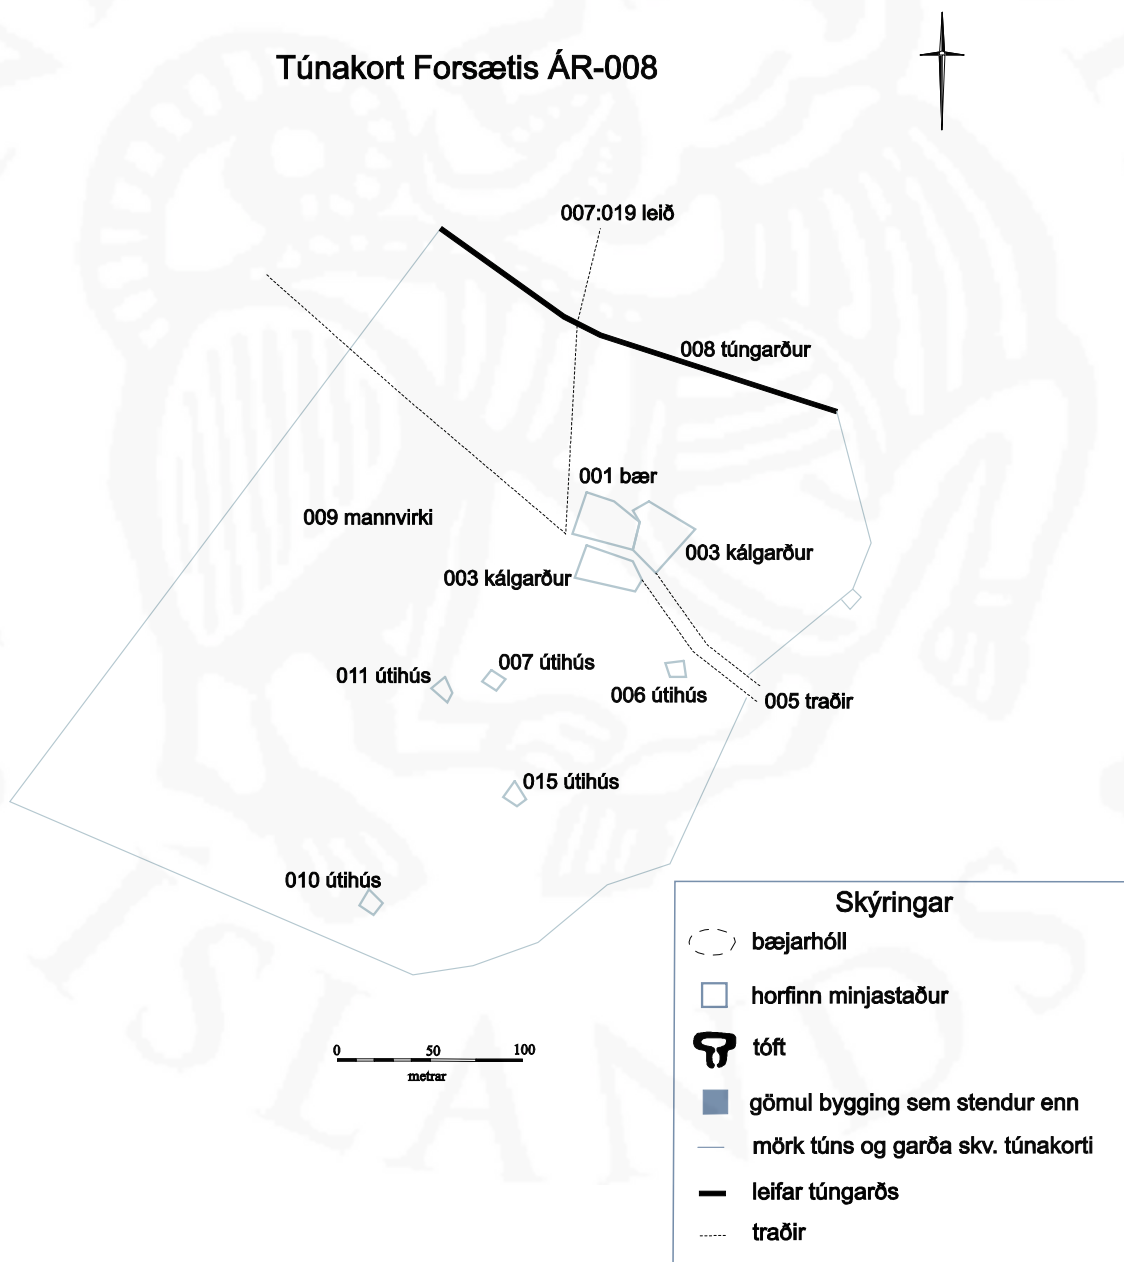 Túnakort Forsætis ÁR-008
007:019 leið
008 túngarður
001 bær
009 mannvirki
003 kálgarður
003 kálgarður
007 útihús
011 útihús
006 útihús
005 traðir
015 útihús
010 útihús
0 50 100
metrar
Skýringar
bæjarhóll
horfinn minjastaður
tóft
gömul bygging sem stendur enn
mörk túns og garða skv. túnakorti
leifar túngarðs
traðir
ÍSLANDS